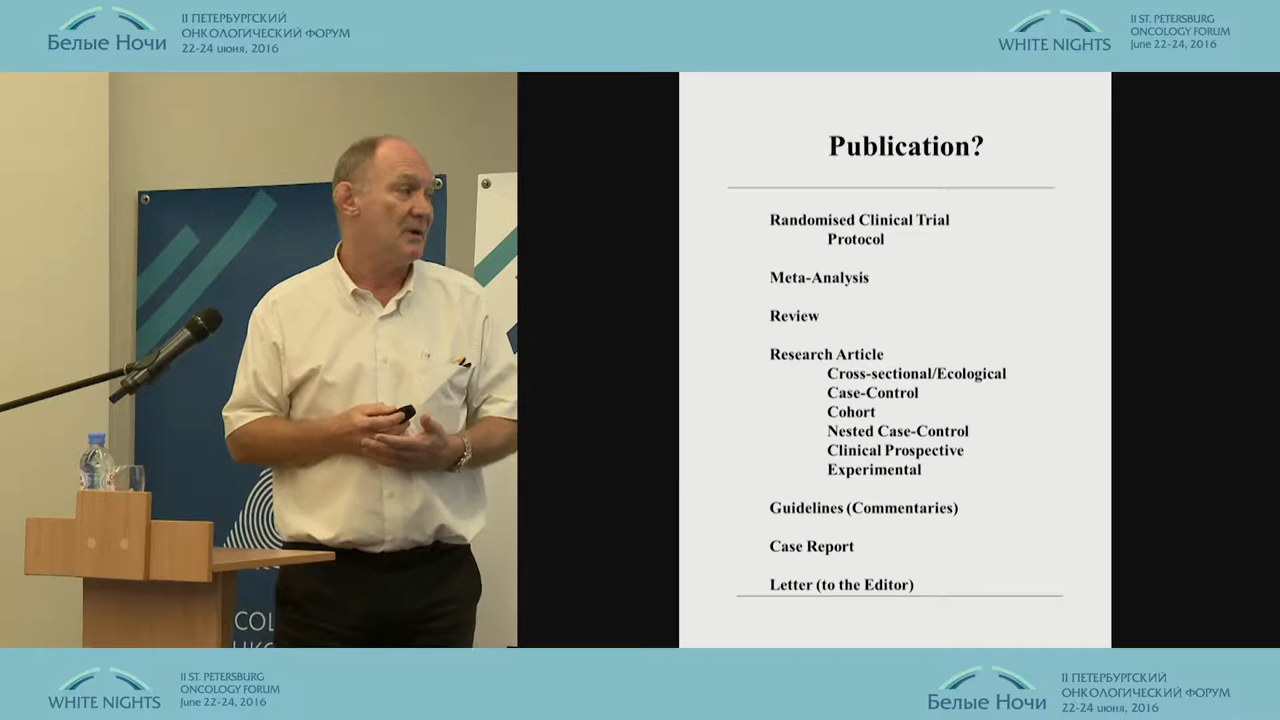 Белые Ночи
II ПЕТЕРБУРГСКИЙ
ОНКОЛОГИЧЕСКИЙ ФОРУМ
22-24 июня, 2016
WHITE NIGHTS
II ST. PETERSBURG
ONCOLOGY FORUM
June 22-24, 2016
Publication?
Randomised Clinical Trial
Protocol
Meta-Analysis
Review
Research Article
Cross-sectional/Ecological
Case-Control
Cohort
Nested Case-Control
Clinical Prospective
Experimental
Guidelines (Commentaries)
Case Report
Letter (to the Editor)
COL
WHITE NIGHTS
II ST. PETERSBURG
ONCOLOGY FORUM
June 22-24, 2016
Белые Ночи
II ПЕТЕРБУРГСКИЙ
ОНКОЛОГИЧЕСКИЙ ФОРУМ
22-24 июня, 2016